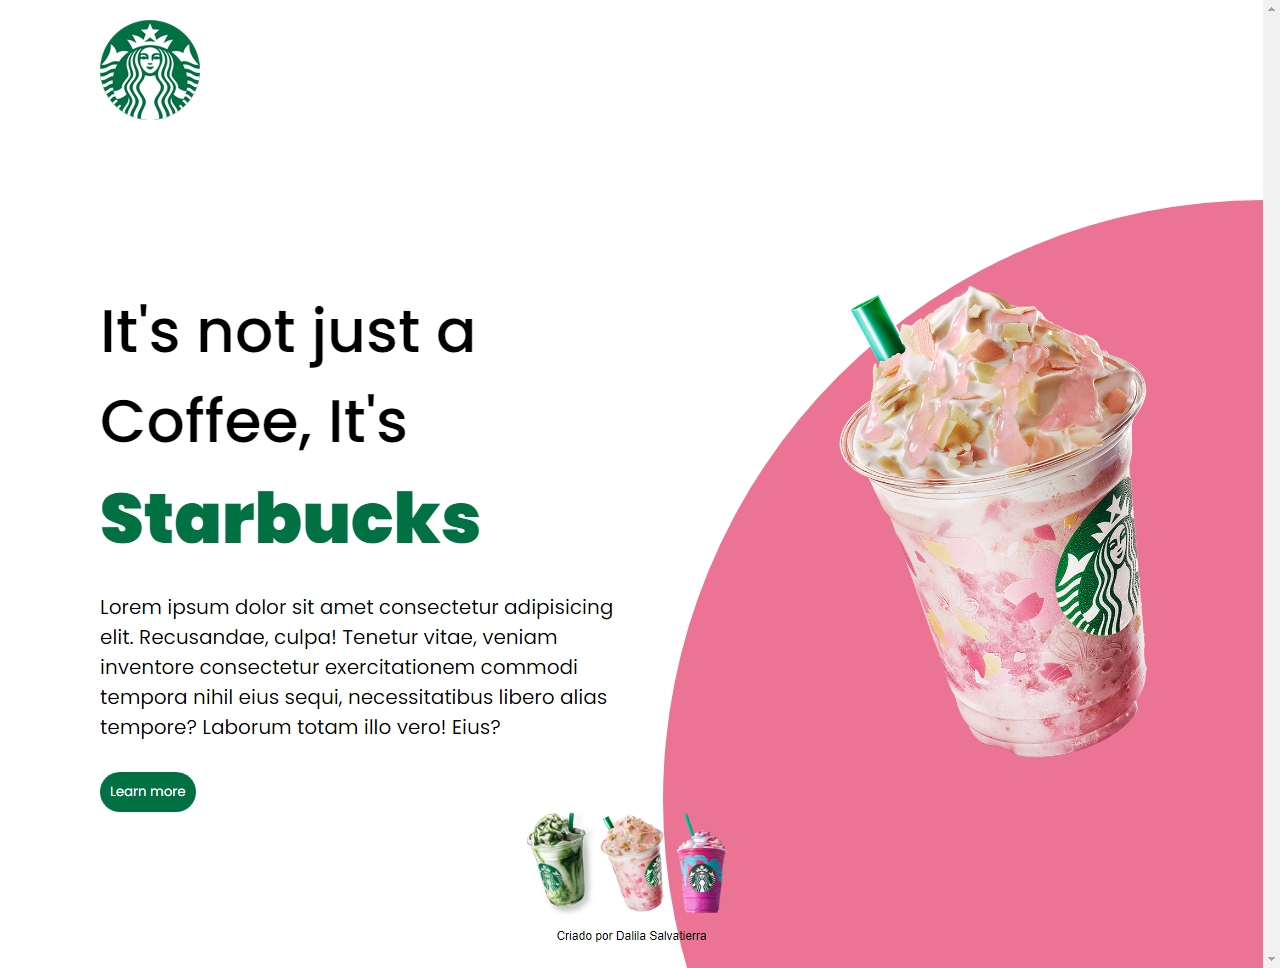 It's not just a
Coffee, It's
Starbucks
Lorem ipsum dolor sit amet consectetur adipisicing
elit. Recusandae, culpa! Tenetur vitae, veniam
inventore consectetur exercitationem commodi
tempora nihil eius sequi, necessitatibus libero alias
tempore? Laborum totam illo vero! Eius?
Learn more
Criado por Dalila Salvatierra